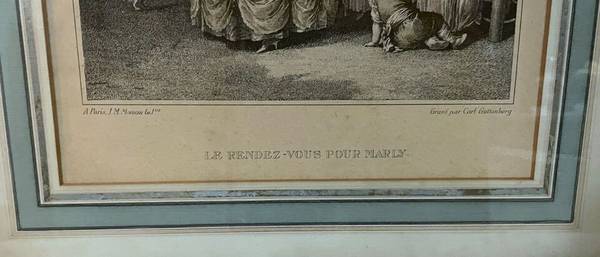 A Paris, J.M. Moreau le J.ne
Gravé par Carl Guttenberg
LE RENDEZ-VOUS POUR MARLY.